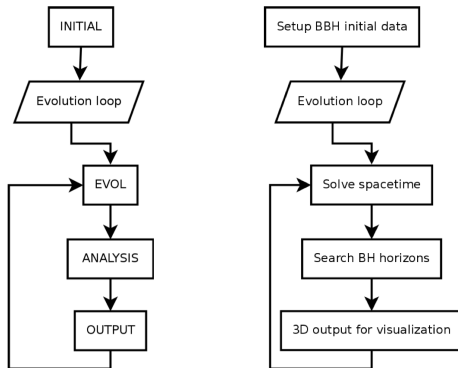 INITIAL
Evolution loop
EVOL
ANALYSIS
OUTPUT
Setup BBH initial data
Evolution loop
Solve spacetime
Search BH horizons
3D output for visualization